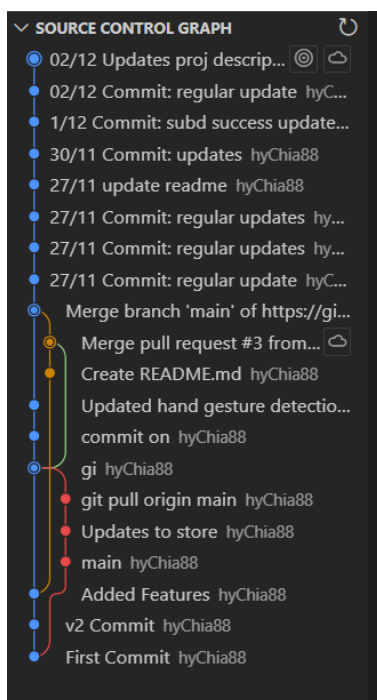 SOURCE CONTROL GRAPH
02/12 Updates proj descrip...
02/12 Commit: regular update hyC...
1/12 Commit: subd success update...
30/11 Commit: updates hyChia88
27/11 update readme hyChia88
27/11 Commit: regular updates hy...
27/11 Commit: regular updates hy...
27/11 Commit: regular update hyC...
Merge branch 'main' of https://gi...
Merge pull request #3 from...
Create README.md hyChia88
Updated hand gesture detectio...
commit on hyChia88
gi hyChia88
git pull origin main hyChia88
Updates to store hyChia88
main hyChia88
Added Features hyChia88
v2 Commit hyChia88
First Commit hyChia88